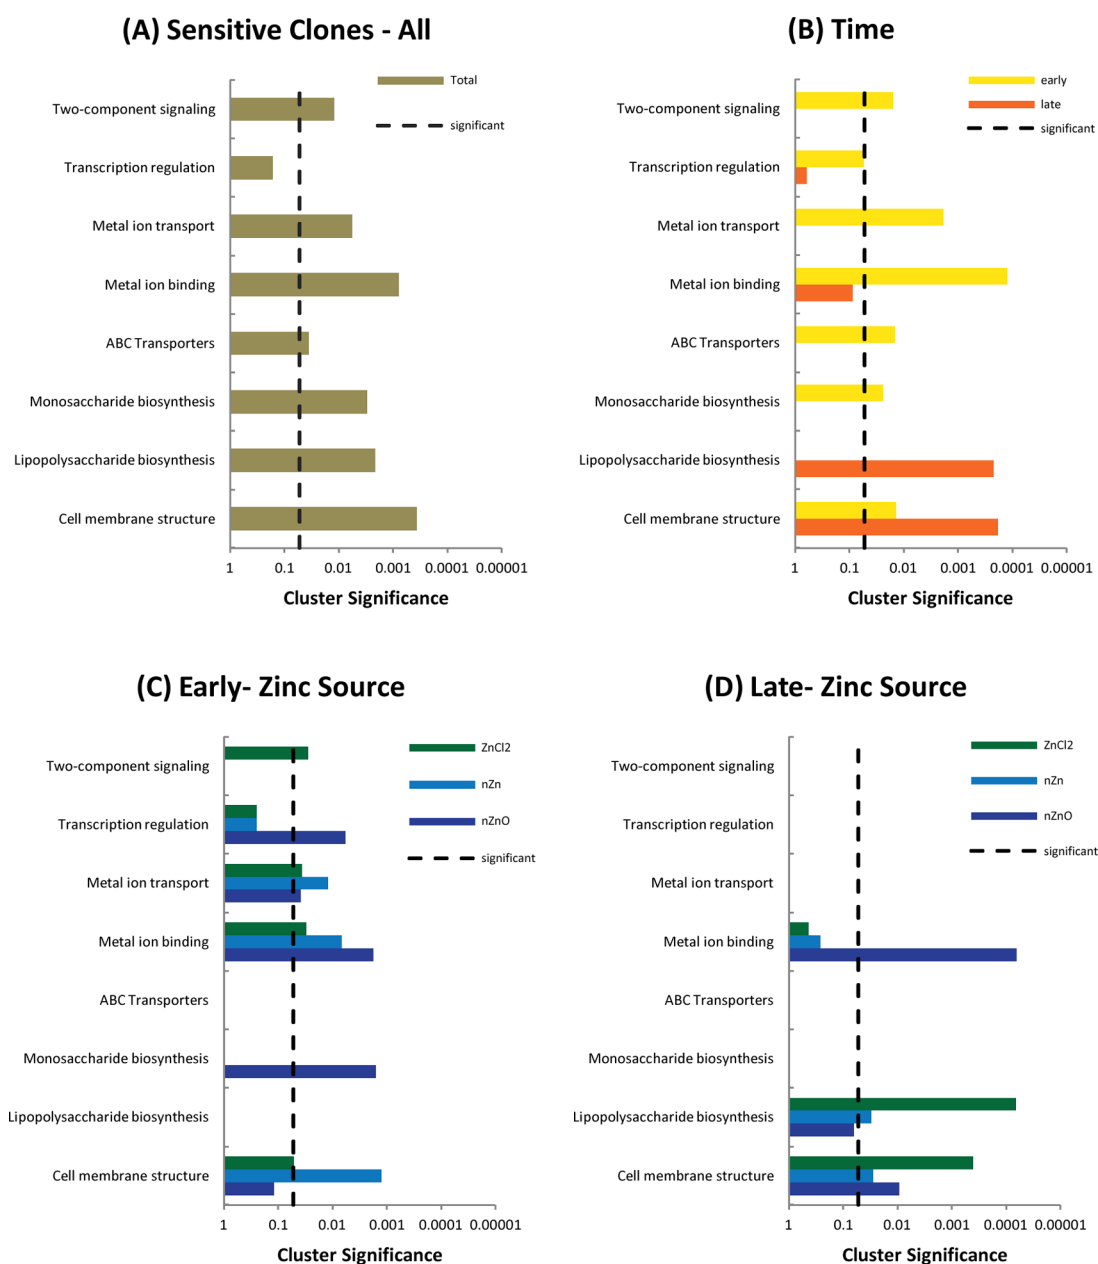 (A) Sensitive Clones - All
Total
significant
Two-component signaling
Transcription regulation
Metal ion transport
Metal ion binding
ABC Transporters
Monosaccharide biosynthesis
Lipopolysaccharide biosynthesis
Cell membrane structure
1 0.1 0.01 0.001 0.0001 0.00001
Cluster Significance
(B) Time
early
late
significant
Two-component signaling
Transcription regulation
Metal ion transport
Metal ion binding
ABC Transporters
Monosaccharide biosynthesis
Lipopolysaccharide biosynthesis
Cell membrane structure
1 0.1 0.01 0.001 0.0001 0.00001
Cluster Significance
(C) Early- Zinc Source
ZnCl2
nZn
nZnO
significant
Two-component signaling
Transcription regulation
Metal ion transport
Metal ion binding
ABC Transporters
Monosaccharide biosynthesis
Lipopolysaccharide biosynthesis
Cell membrane structure
1 0.1 0.01 0.001 0.0001 0.00001
Cluster Significance
(D) Late- Zinc Source
ZnCl2
nZn
nZnO
significant
Two-component signaling
Transcription regulation
Metal ion transport
Metal ion binding
ABC Transporters
Monosaccharide biosynthesis
Lipopolysaccharide biosynthesis
Cell membrane structure
1 0.1 0.01 0.001 0.0001 0.00001
Cluster Significance